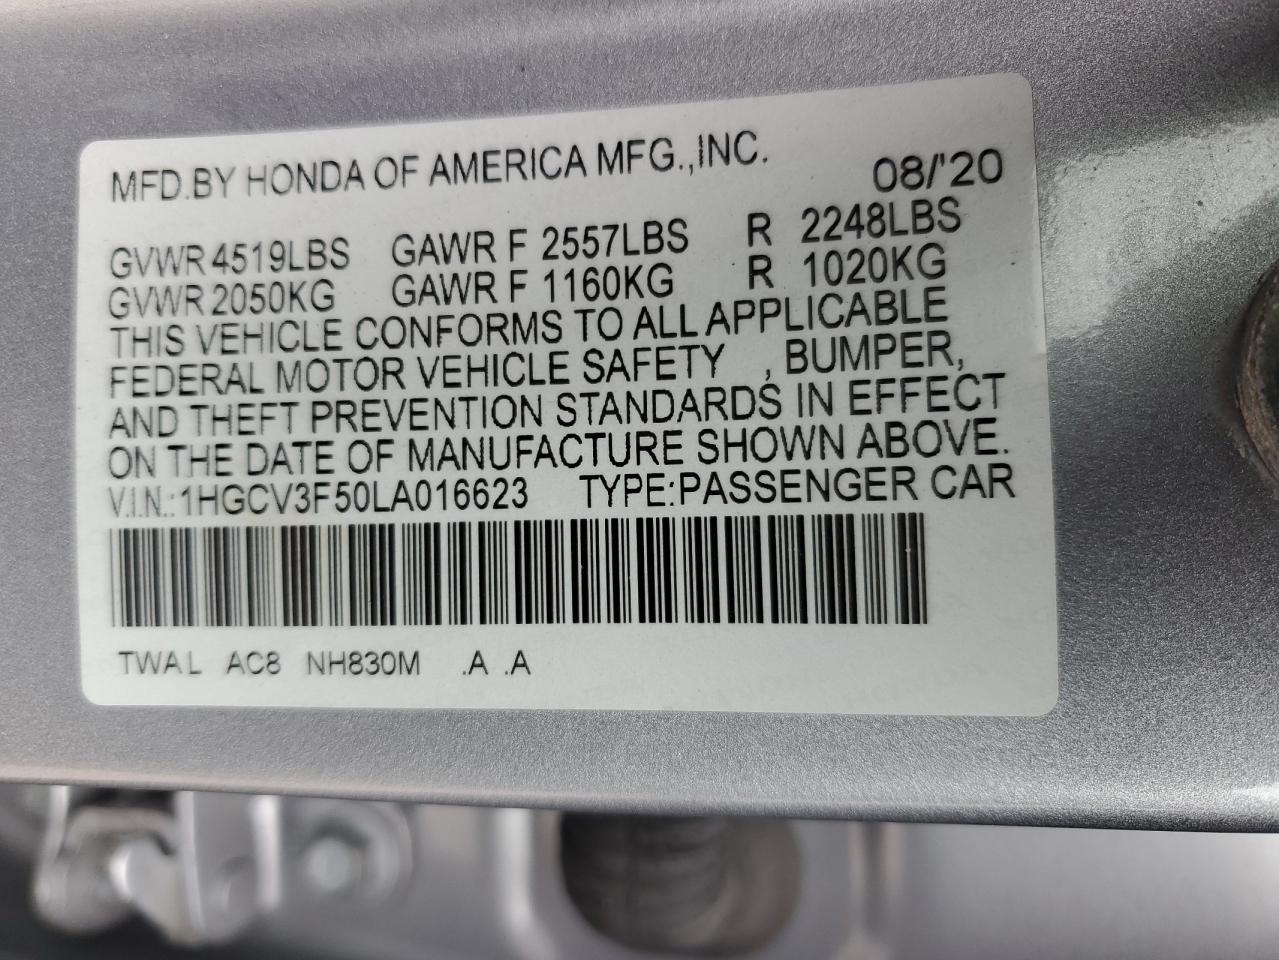 MFD.BY HONDA OF AMERICA MFG.,INC. 08/'20
GVWR 4519LBS GAWR F 2557LBS R 2248LBS
GVWR 2050KG GAWR F 1160KG R 1020KG
THIS VEHICLE CONFORMS TO ALL APPLICABLE
FEDERAL MOTOR VEHICLE SAFETY , BUMPER,
AND THEFT PREVENTION STANDARDS IN EFFECT
ON THE DATE OF MANUFACTURE SHOWN ABOVE.
V.I.N.:1HGCV3F50LA016623 TYPE:PASSENGER CAR
TWAL AC8 NH830M .A .A